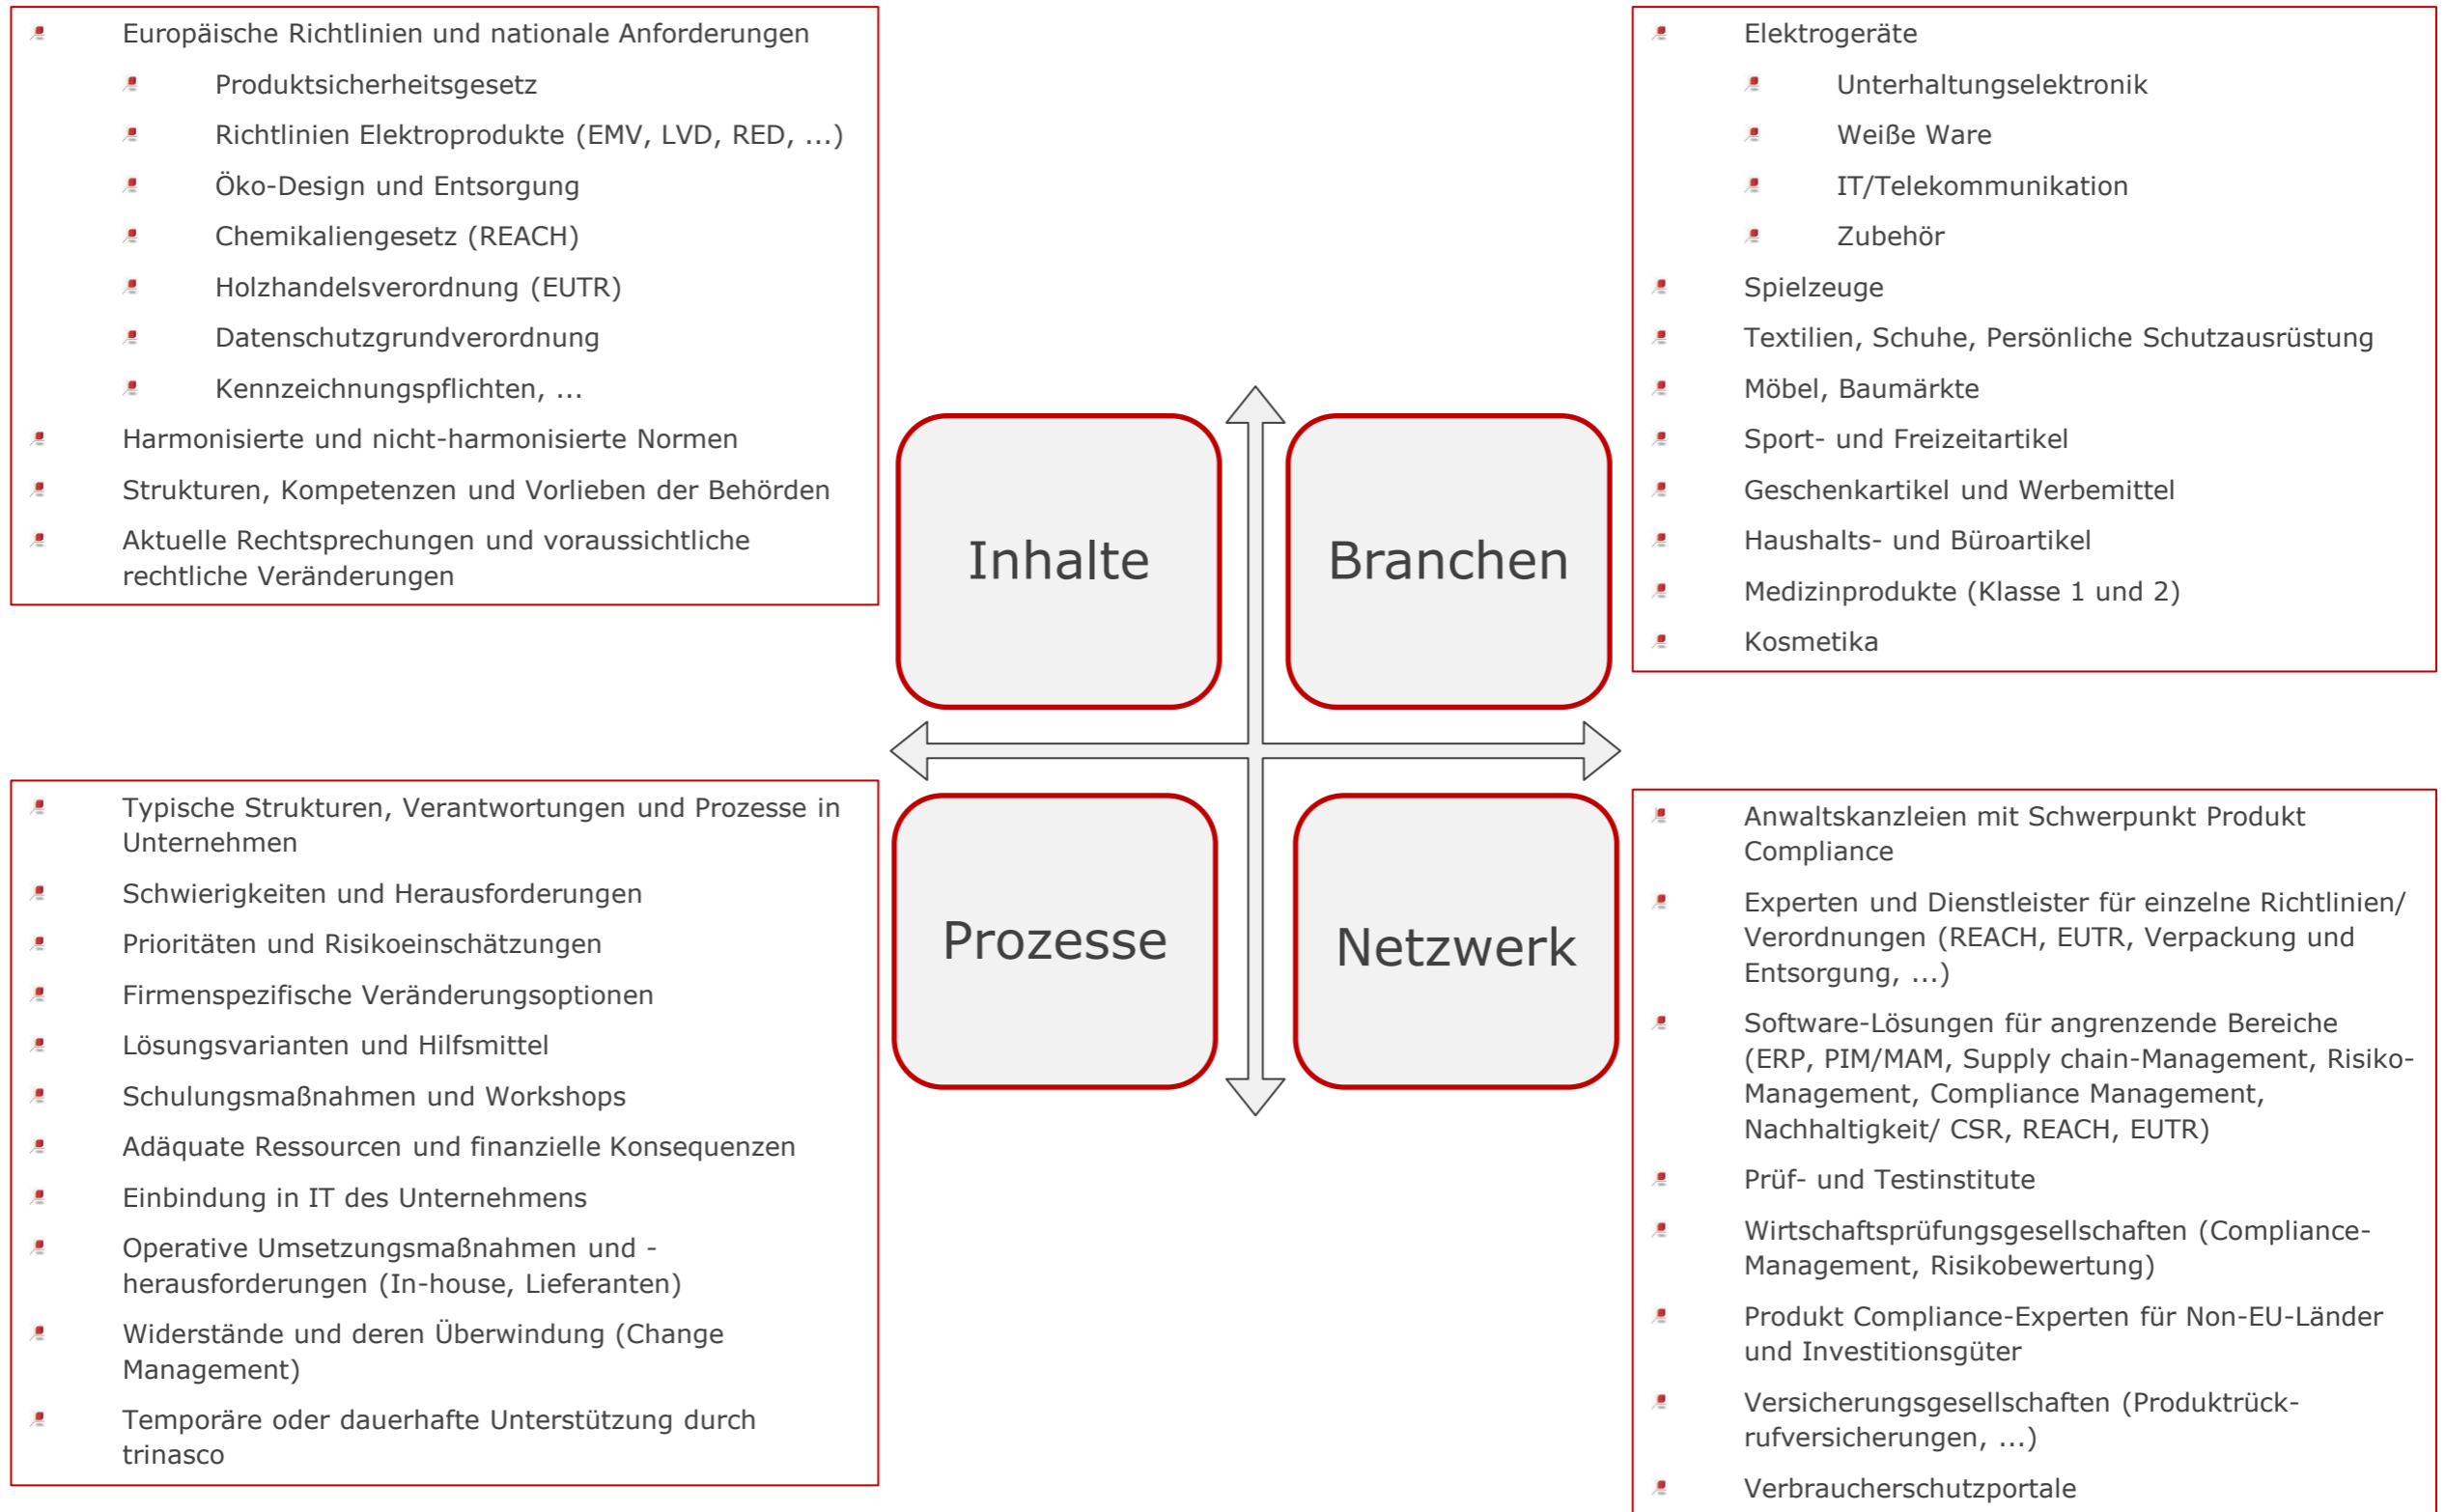 Europäische Richtlinien und nationale Anforderungen
Produktsicherheitsgesetz
Richtlinien Elektroprodukte (EMV, LVD, RED, ...)
Öko-Design und Entsorgung
Chemikaliengesetz (REACH)
Holzhandelsverordnung (EUTR)
Datenschutzgrundverordnung
Kennzeichnungspflichten, ...
Harmonisierte und nicht-harmonisierte Normen
Strukturen, Kompetenzen und Vorlieben der Behörden
Aktuelle Rechtsprechungen und voraussichtliche
rechtliche Veränderungen
Inhalte
Branchen
Elektrogeräte
Unterhaltungselektronik
Weiße Ware
IT/Telekommunikation
Zubehör
Spielzeuge
Textilien, Schuhe, Persönliche Schutzausrüstung
Möbel, Baumärkte
Sport- und Freizeitartikel
Geschenkartikel und Werbemittel
Haushalts- und Büroartikel
Medizinprodukte (Klasse 1 und 2)
Kosmetika
Typische Strukturen, Verantwortungen und Prozesse in
Unternehmen
Schwierigkeiten und Herausforderungen
Prioritäten und Risikoeinschätzungen
Firmenspezifische Veränderungsoptionen
Lösungsvarianten und Hilfsmittel
Schulungsmaßnahmen und Workshops
Adäquate Ressourcen und finanzielle Konsequenzen
Einbindung in IT des Unternehmens
Operative Umsetzungsmaßnahmen und -
herausforderungen (In-house, Lieferanten)
Widerstände und deren Überwindung (Change
Management)
Temporäre oder dauerhafte Unterstützung durch
trinasco
Prozesse
Netzwerk
Anwaltskanzleien mit Schwerpunkt Produkt
Compliance
Experten und Dienstleister für einzelne Richtlinien/
Verordnungen (REACH, EUTR, Verpackung und
Entsorgung, ...)
Software-Lösungen für angrenzende Bereiche
(ERP, PIM/MAM, Supply chain-Management, Risiko-
Management, Compliance Management,
Nachhaltigkeit/ CSR, REACH, EUTR)
Prüf- und Testinstitute
Wirtschaftsprüfungsgesellschaften (Compliance-
Management, Risikobewertung)
Produkt Compliance-Experten für Non-EU-Länder
und Investitionsgüter
Versicherungsgesellschaften (Produktrück-
rufversicherungen, ...)
Verbraucherschutzportale